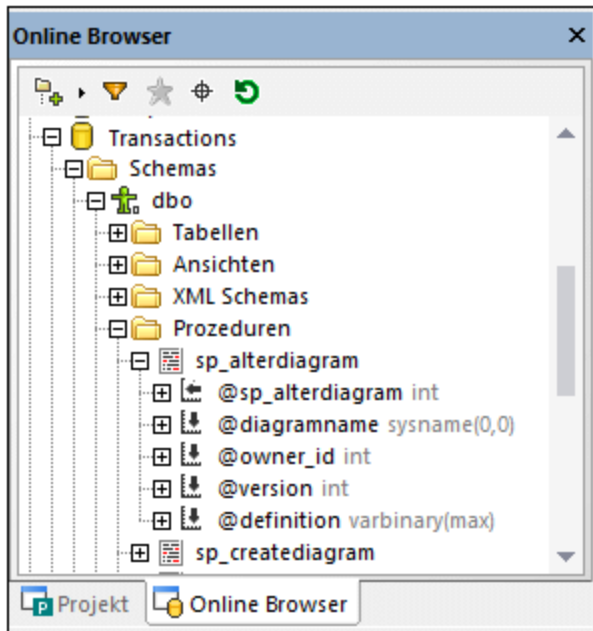 Online Browser
Transactions
Schemas
dbo
Tabellen
Ansichten
XML Schemas
Prozeduren
sp_alterdiagram
@sp_alterdiagram int
@diagramname sysname(0,0)
@owner_id int
@version int
@definition varbinary(max)
sp_creatediagram
Projekt Online Browser